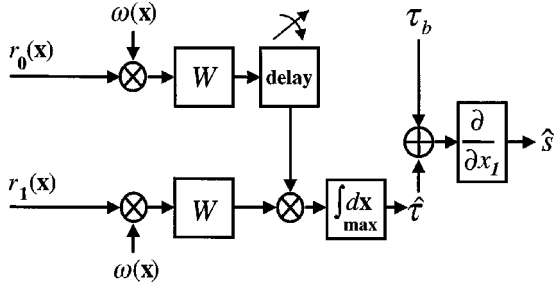 ω(x)
τ_b
r_0(x)
W
delay
∂/∂x_1
ŝ
r_1(x)
W
∫dx
max
τ̂
ω(x)